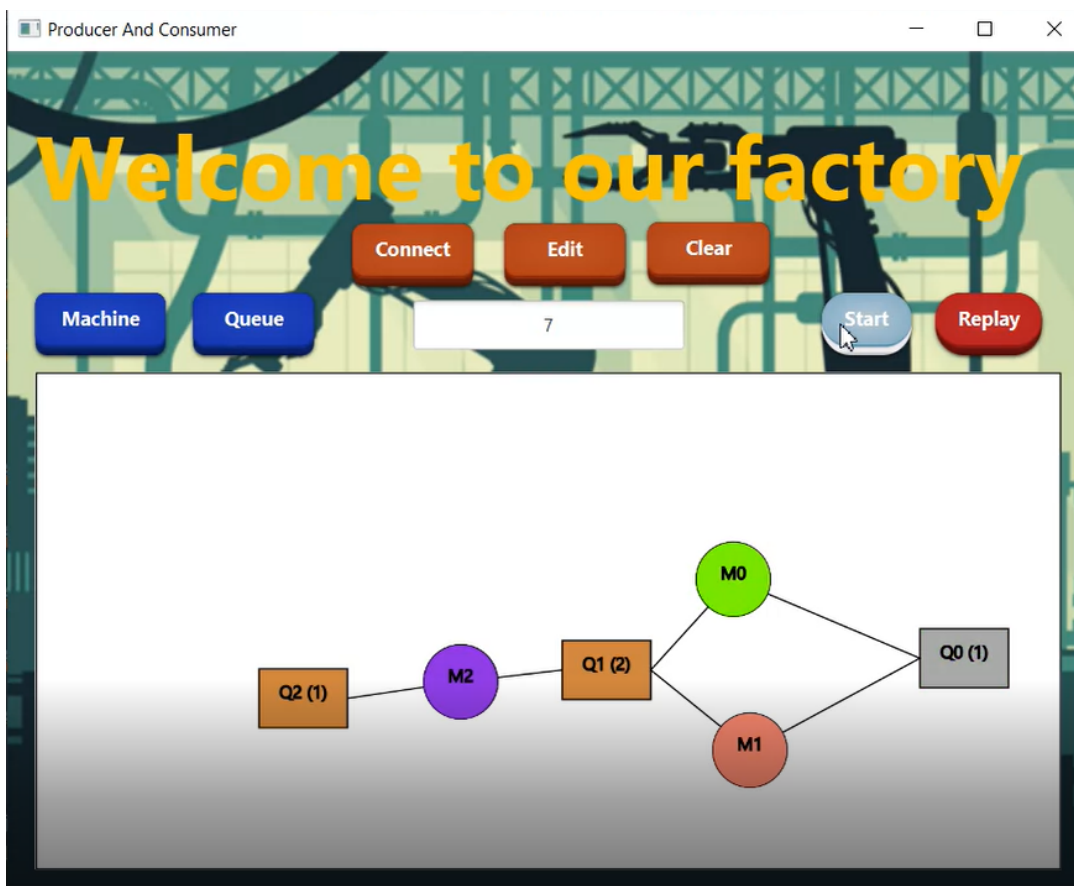 Producer And Consumer
Welcome to our factory
Connect Edit Clear
Machine Queue 7 Start Replay
M0
Q0 (1)
Q1 (2)
M2
Q2 (1)
M1